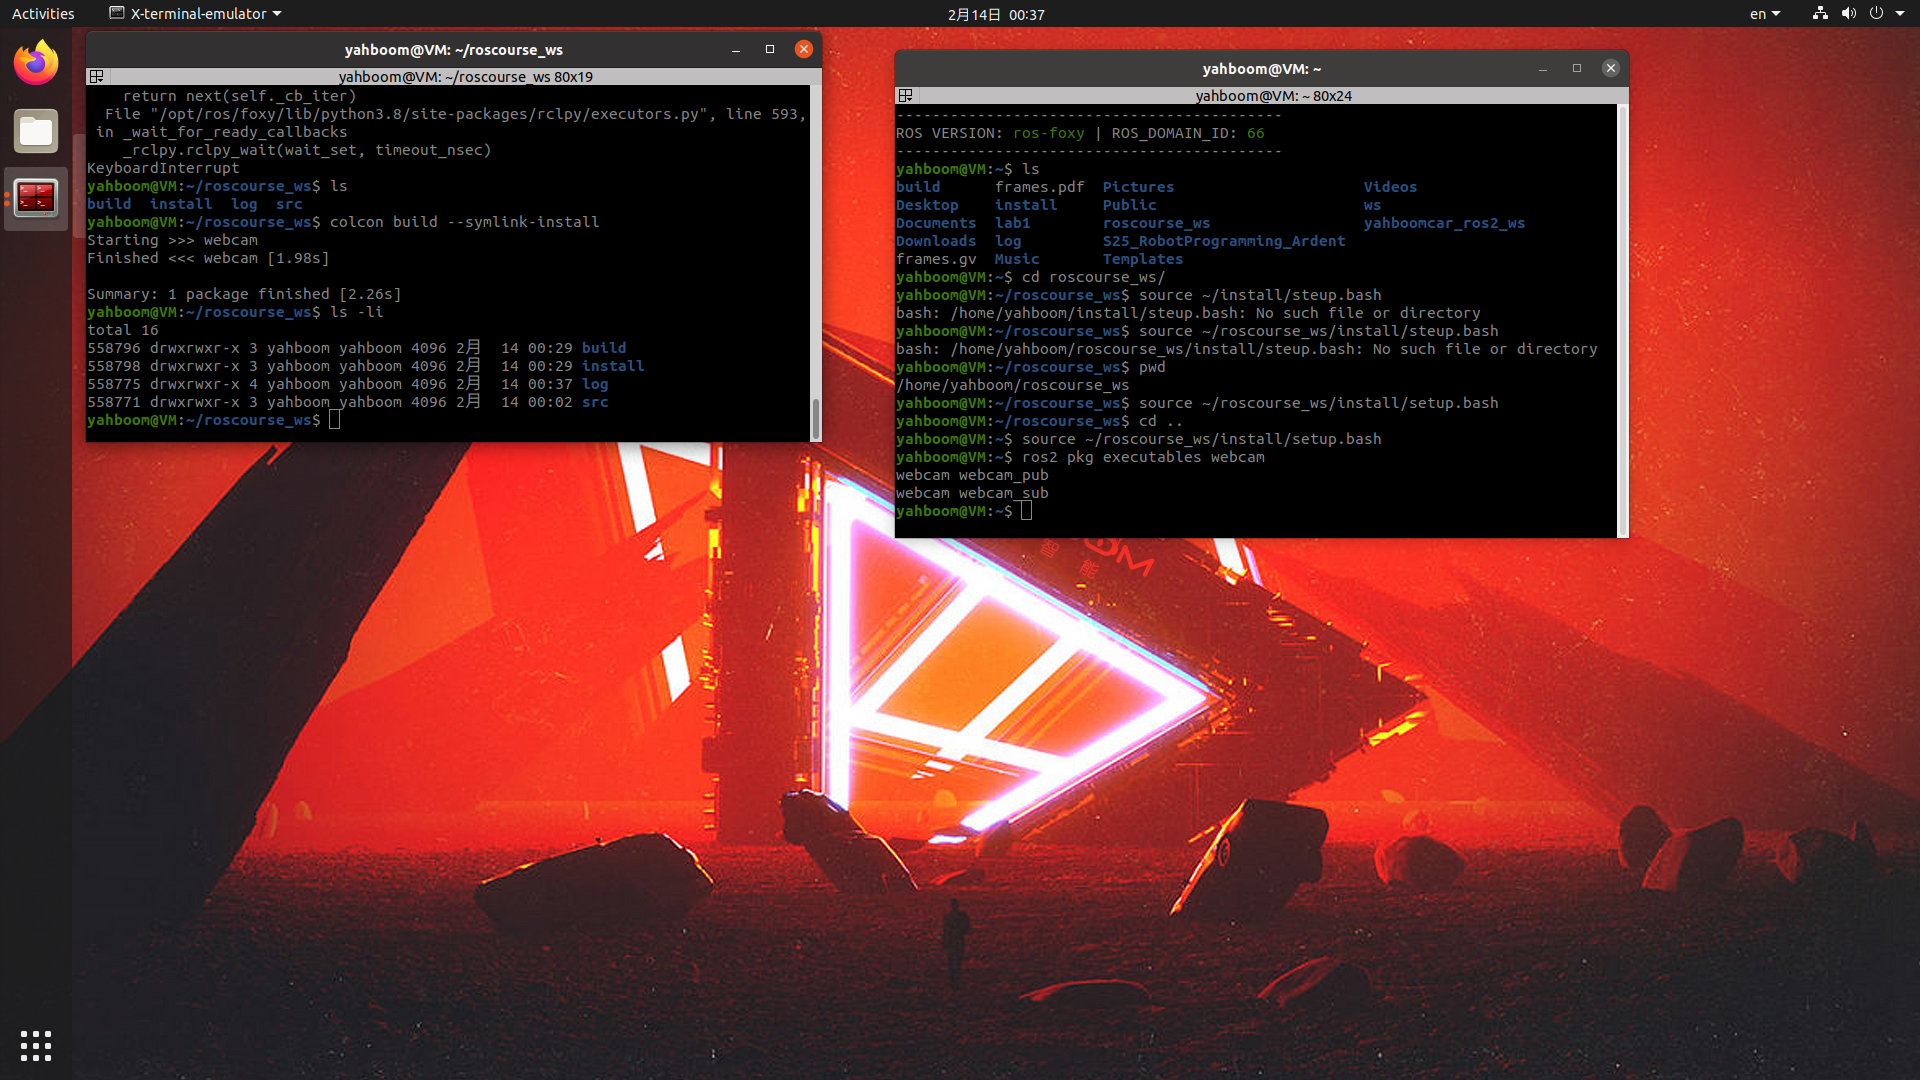 Activities
X-terminal-emulator
2月14日 00:37
en
yahboom@VM: ~/roscourse_ws
yahboom@VM: ~/roscourse_ws 80x19
    return next(self._cb_iter)
  File "/opt/ros/foxy/lib/python3.8/site-packages/rclpy/executors.py", line 593,
 in _wait_for_ready_callbacks
    _rclpy.rclpy_wait(wait_set, timeout_nsec)
KeyboardInterrupt
yahboom@VM:~/roscourse_ws$ ls
build  install  log  src
yahboom@VM:~/roscourse_ws$ colcon build --symlink-install
Starting >>> webcam
Finished <<< webcam [1.98s]
Summary: 1 package finished [2.26s]
yahboom@VM:~/roscourse_ws$ ls -li
total 16
558796 drwxrwxr-x 3 yahboom yahboom 4096 2月  14 00:29 build
558798 drwxrwxr-x 3 yahboom yahboom 4096 2月  14 00:29 install
558775 drwxrwxr-x 4 yahboom yahboom 4096 2月  14 00:37 log
558771 drwxrwxr-x 3 yahboom yahboom 4096 2月  14 00:02 src
yahboom@VM:~/roscourse_ws$
yahboom@VM: ~
yahboom@VM: ~ 80x24
-------------------------------------------
ROS VERSION: ros-foxy | ROS_DOMAIN_ID: 66
-------------------------------------------
yahboom@VM:~$ ls
build      frames.pdf  Pictures                     Videos
Desktop    install     Public                       ws
Documents  lab1        roscourse_ws                 yahboomcar_ros2_ws
Downloads  log         S25_RobotProgramming_Ardent
frames.gv  Music       Templates
yahboom@VM:~$ cd roscourse_ws/
yahboom@VM:~/roscourse_ws$ source ~/install/steup.bash
bash: /home/yahboom/install/steup.bash: No such file or directory
yahboom@VM:~/roscourse_ws$ source ~/roscourse_ws/install/steup.bash
bash: /home/yahboom/roscourse_ws/install/steup.bash: No such file or directory
yahboom@VM:~/roscourse_ws$ pwd
/home/yahboom/roscourse_ws
yahboom@VM:~/roscourse_ws$ source ~/roscourse_ws/install/setup.bash
yahboom@VM:~/roscourse_ws$ cd ..
yahboom@VM:~$ source ~/roscourse_ws/install/setup.bash
yahboom@VM:~$ ros2 pkg executables webcam
webcam webcam_pub
webcam webcam_sub
yahboom@VM:~$
智能